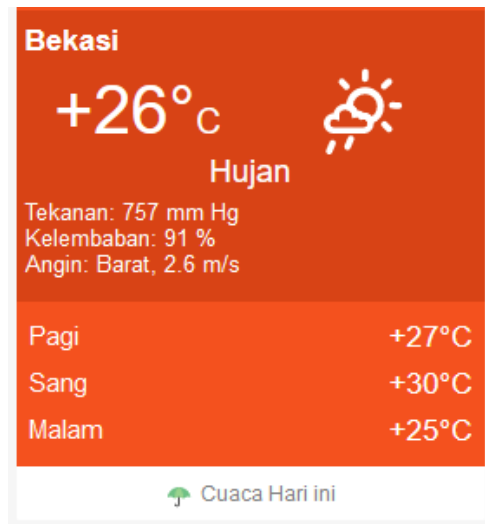 Bekasi
+26°C
Hujan
Tekanan: 757 mm Hg
Kelembaban: 91 %
Angin: Barat, 2.6 m/s
Pagi +27°C
Sang +30°C
Malam +25°C
Cuaca Hari ini